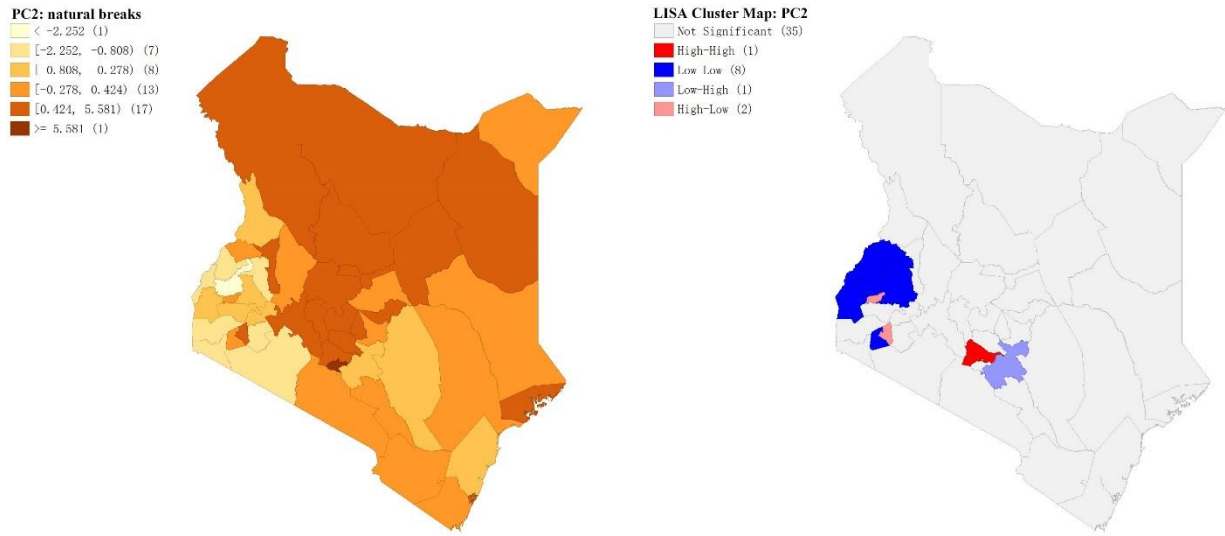 PC2: natural breaks
< -2.252 (1)
[-2.252, -0.808) (7)
[ 0.808, 0.278) (8)
[-0.278, 0.424) (13)
[0.424, 5.581) (17)
>= 5.581 (1)
LISA Cluster Map: PC2
Not Significant (35)
High-High (1)
Low Low (8)
Low-High (1)
High-Low (2)